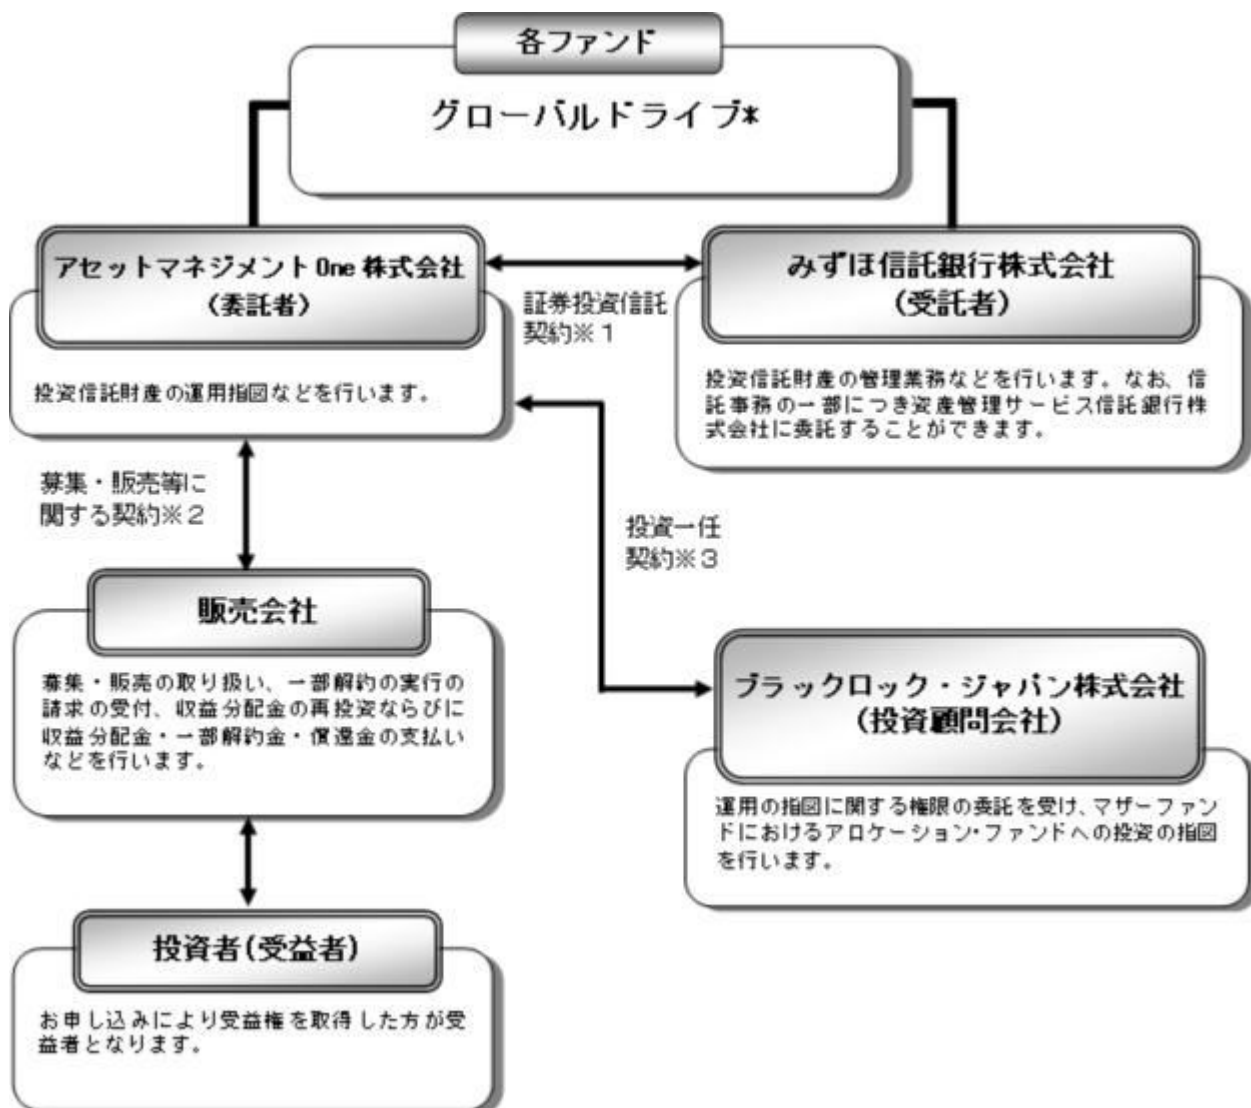 各ファンド
グローバルドライブ*
アセットマネジメントOne 株式会社
(委託者)
投資信託財産の運用指図などを行います。
証券投資信託
契約※1
みずほ信託銀行株式会社
(受託者)
投資信託財産の管理業務などを行います。なお、信
託事務の一部につき資産管理サービス信託銀行株
式会社に委託することができます。
募集・販売等に
関する契約※2
投資一任
契約※3
販売会社
募集・販売の取り扱い、一部解約の実行の
請求の受付、収益分配金の再投資ならびに
収益分配金・一部解約金・償還金の支払い
などを行います。
ブラックロック・ジャパン株式会社
(投資顧問会社)
運用の指図に関する権限の委託を受け、マザーファン
ドにおけるアロケーション・ファンドへの投資の指図
を行います。
投資者(受益者)
お申し込みにより受益権を取得した方が受
益者となります。